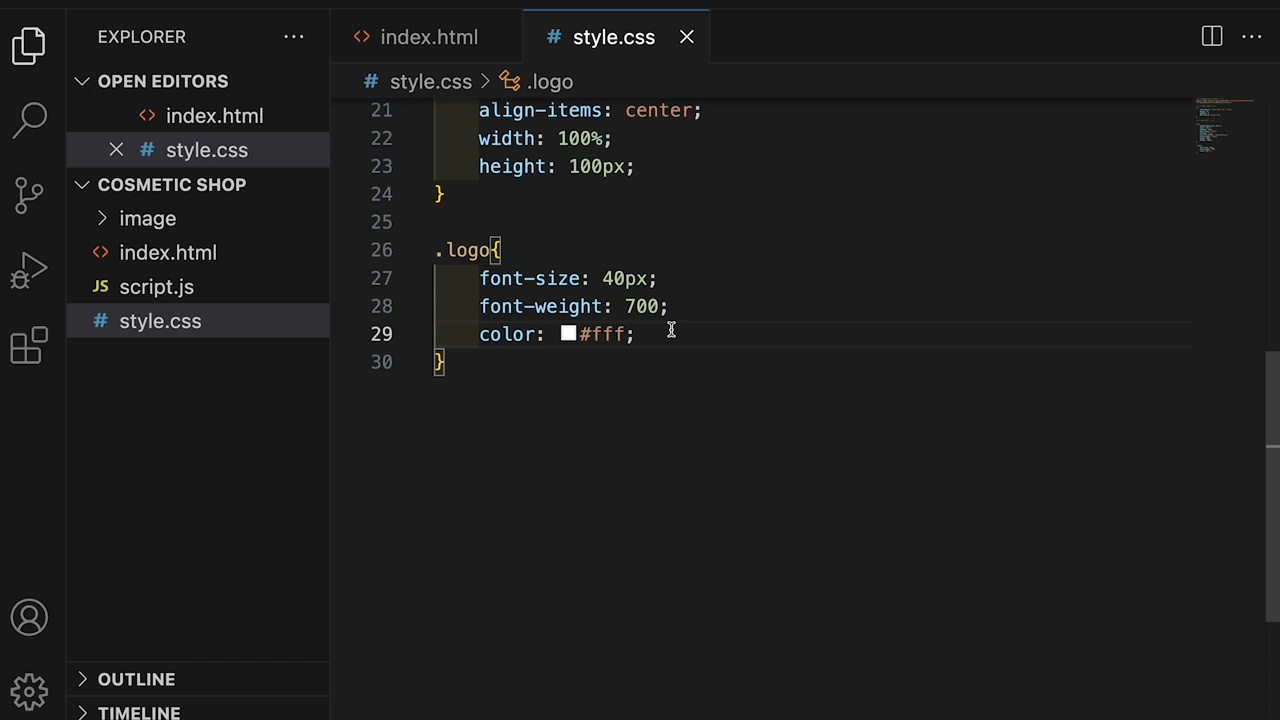 EXPLORER
OPEN EDITORS
index.html
style.css
COSMETIC SHOP
image
index.html
JS script.js
# style.css
OUTLINE
TIMELINE
index.html
# style.css
# style.css > .logo
21 align-items: center;
22 width: 100%;
23 height: 100px;
24 }
25
26 .logo{
27 font-size: 40px;
28 font-weight: 700;
29 color: #fff;
30 }